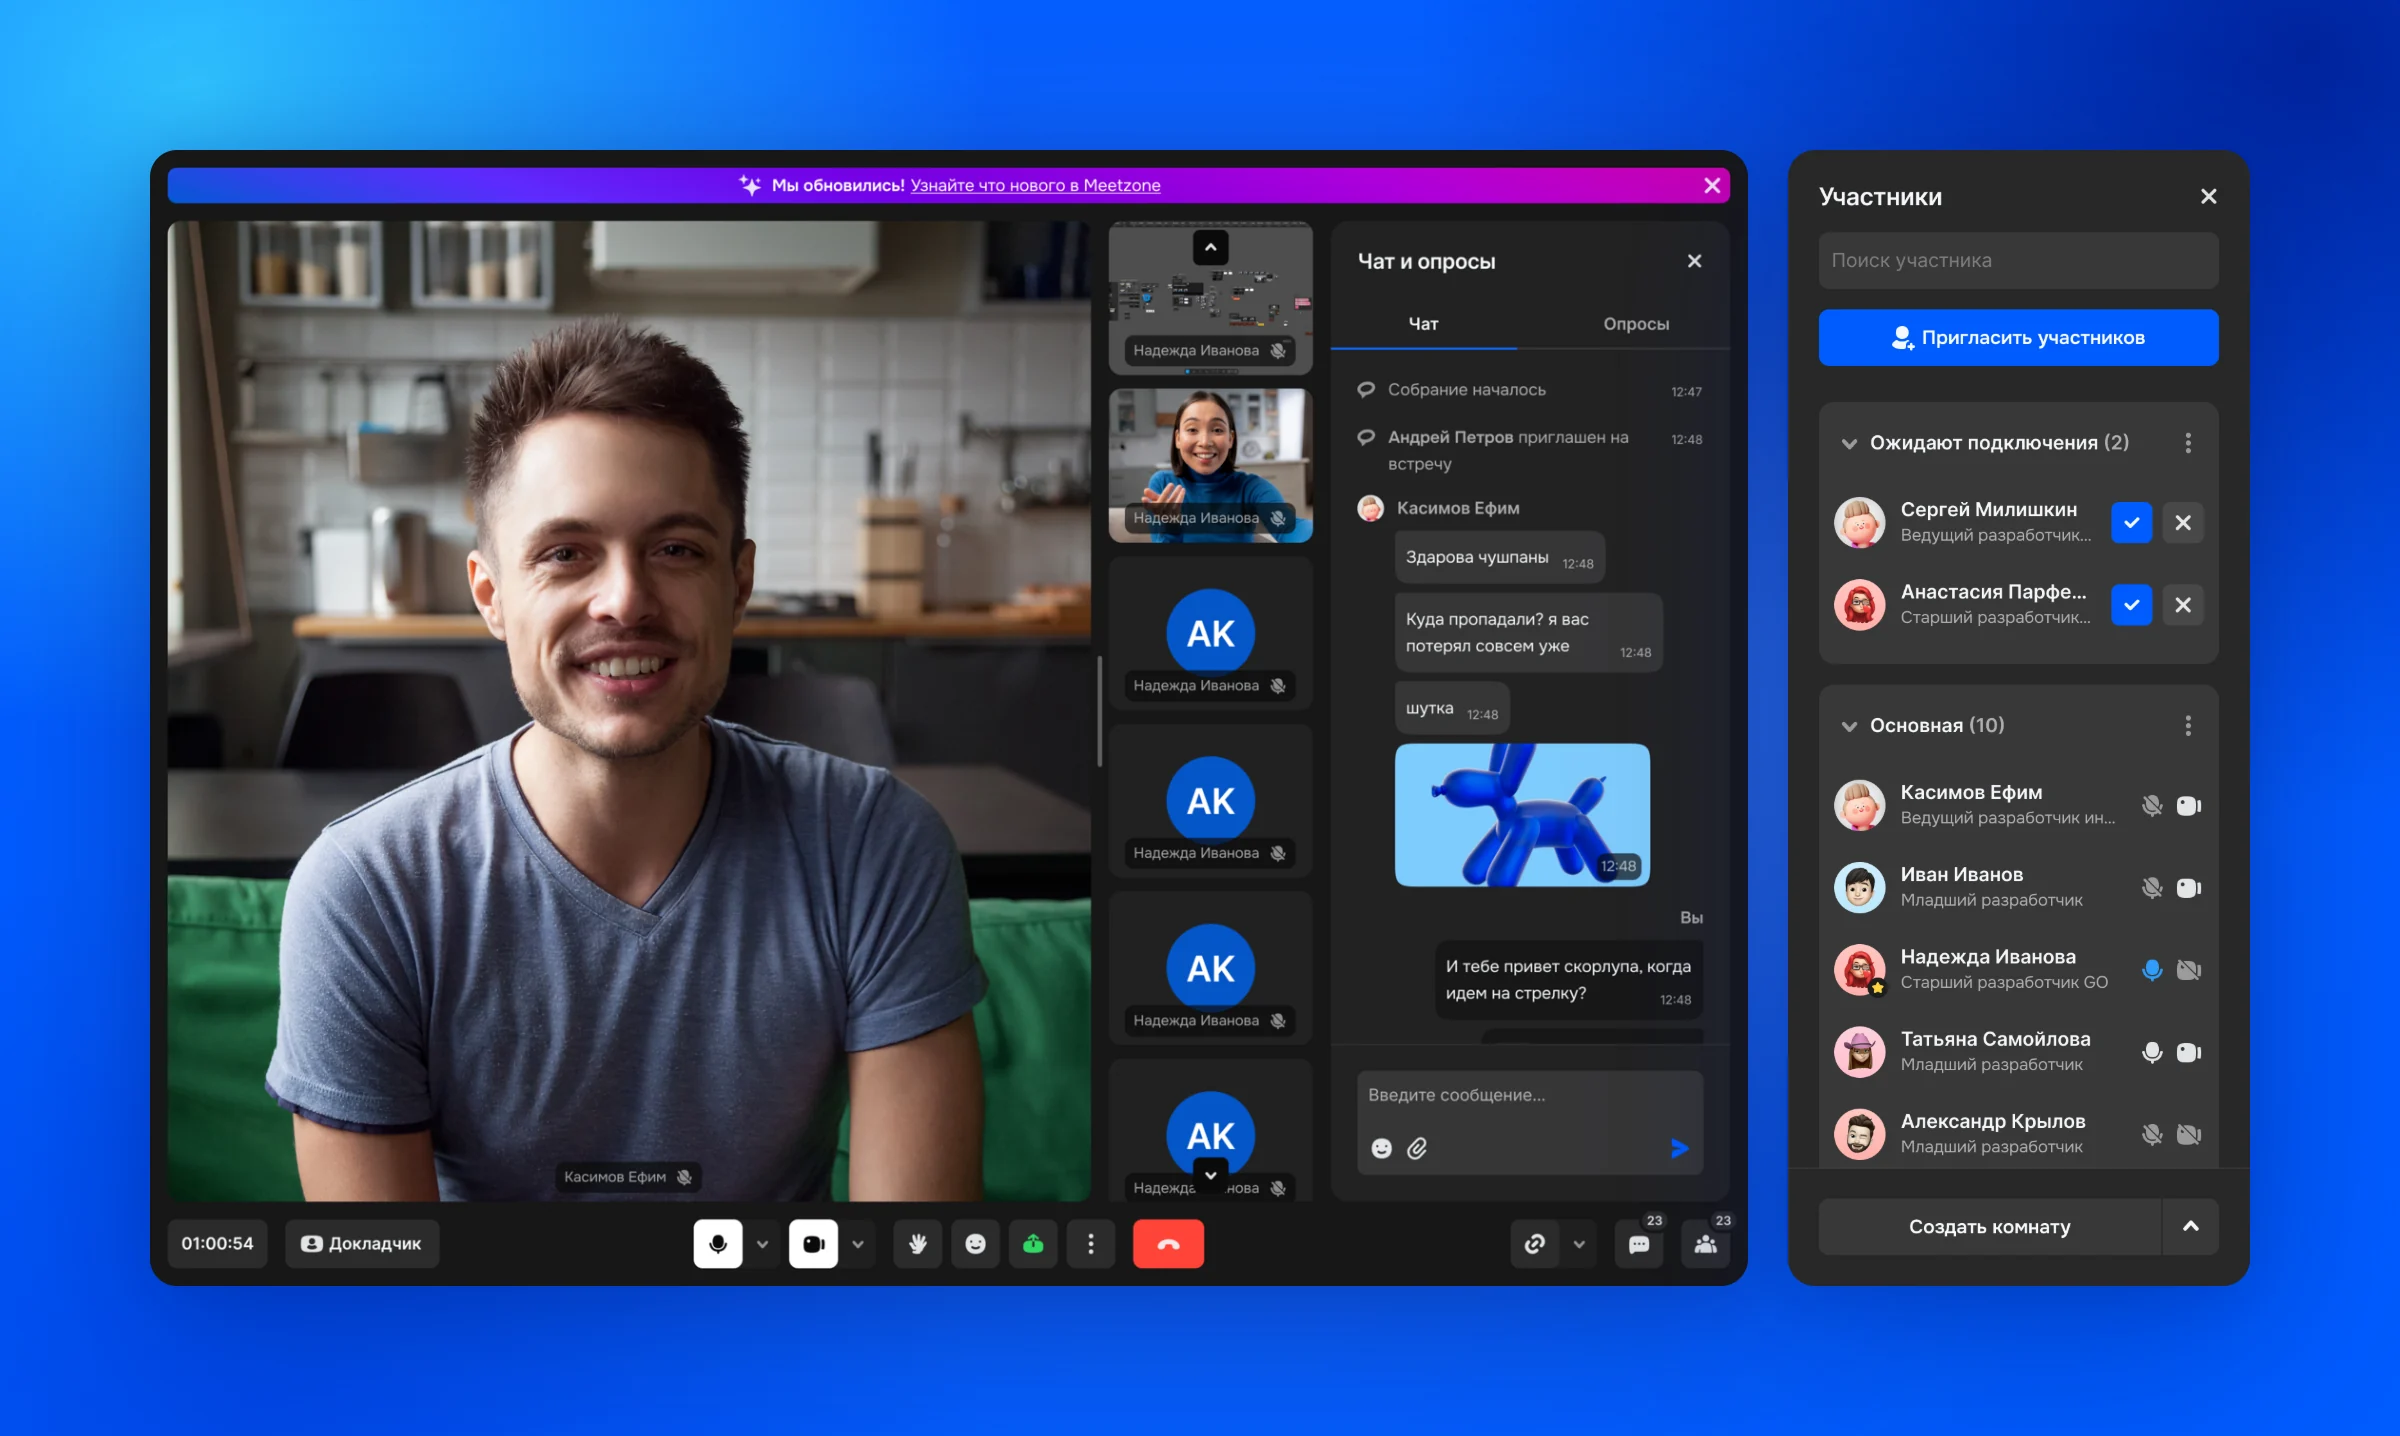 Мы обновились! Узнайте что нового в Meetzone
Надежда Иванова
Надежда Иванова
AK
Надежда Иванова
AK
Надежда Иванова
AK
Надежда Иванова
AK
Надежда нова
Касимов Ефим
Чат и опросы
Чат
Опросы
Собрание началось 12:47
Андрей Петров приглашен на 12:48
встречу
Касимов Ефим
Здарова чушпаны 12:48
Куда пропадали? я вас
потерял совсем уже 12:48
шутка 12:48
12:48
Вы
И тебе привет скорлупа, когда
идем на стрелку? 12:48
Введите сообщение...
01:00:54
Докладчик
23
23
Участники
Поиск участника
Пригласить участников
Ожидают подключения (2)
Сергей Милишкин
Ведущий разработчик...
Анастасия Парфе...
Старший разработчик...
Основная (10)
Касимов Ефим
Ведущий разработчик ин...
Иван Иванов
Младший разработчик
Надежда Иванова
Старший разработчик GO
Татьяна Самойлова
Младший разработчик
Александр Крылов
Младший разработчик
Создать комнату